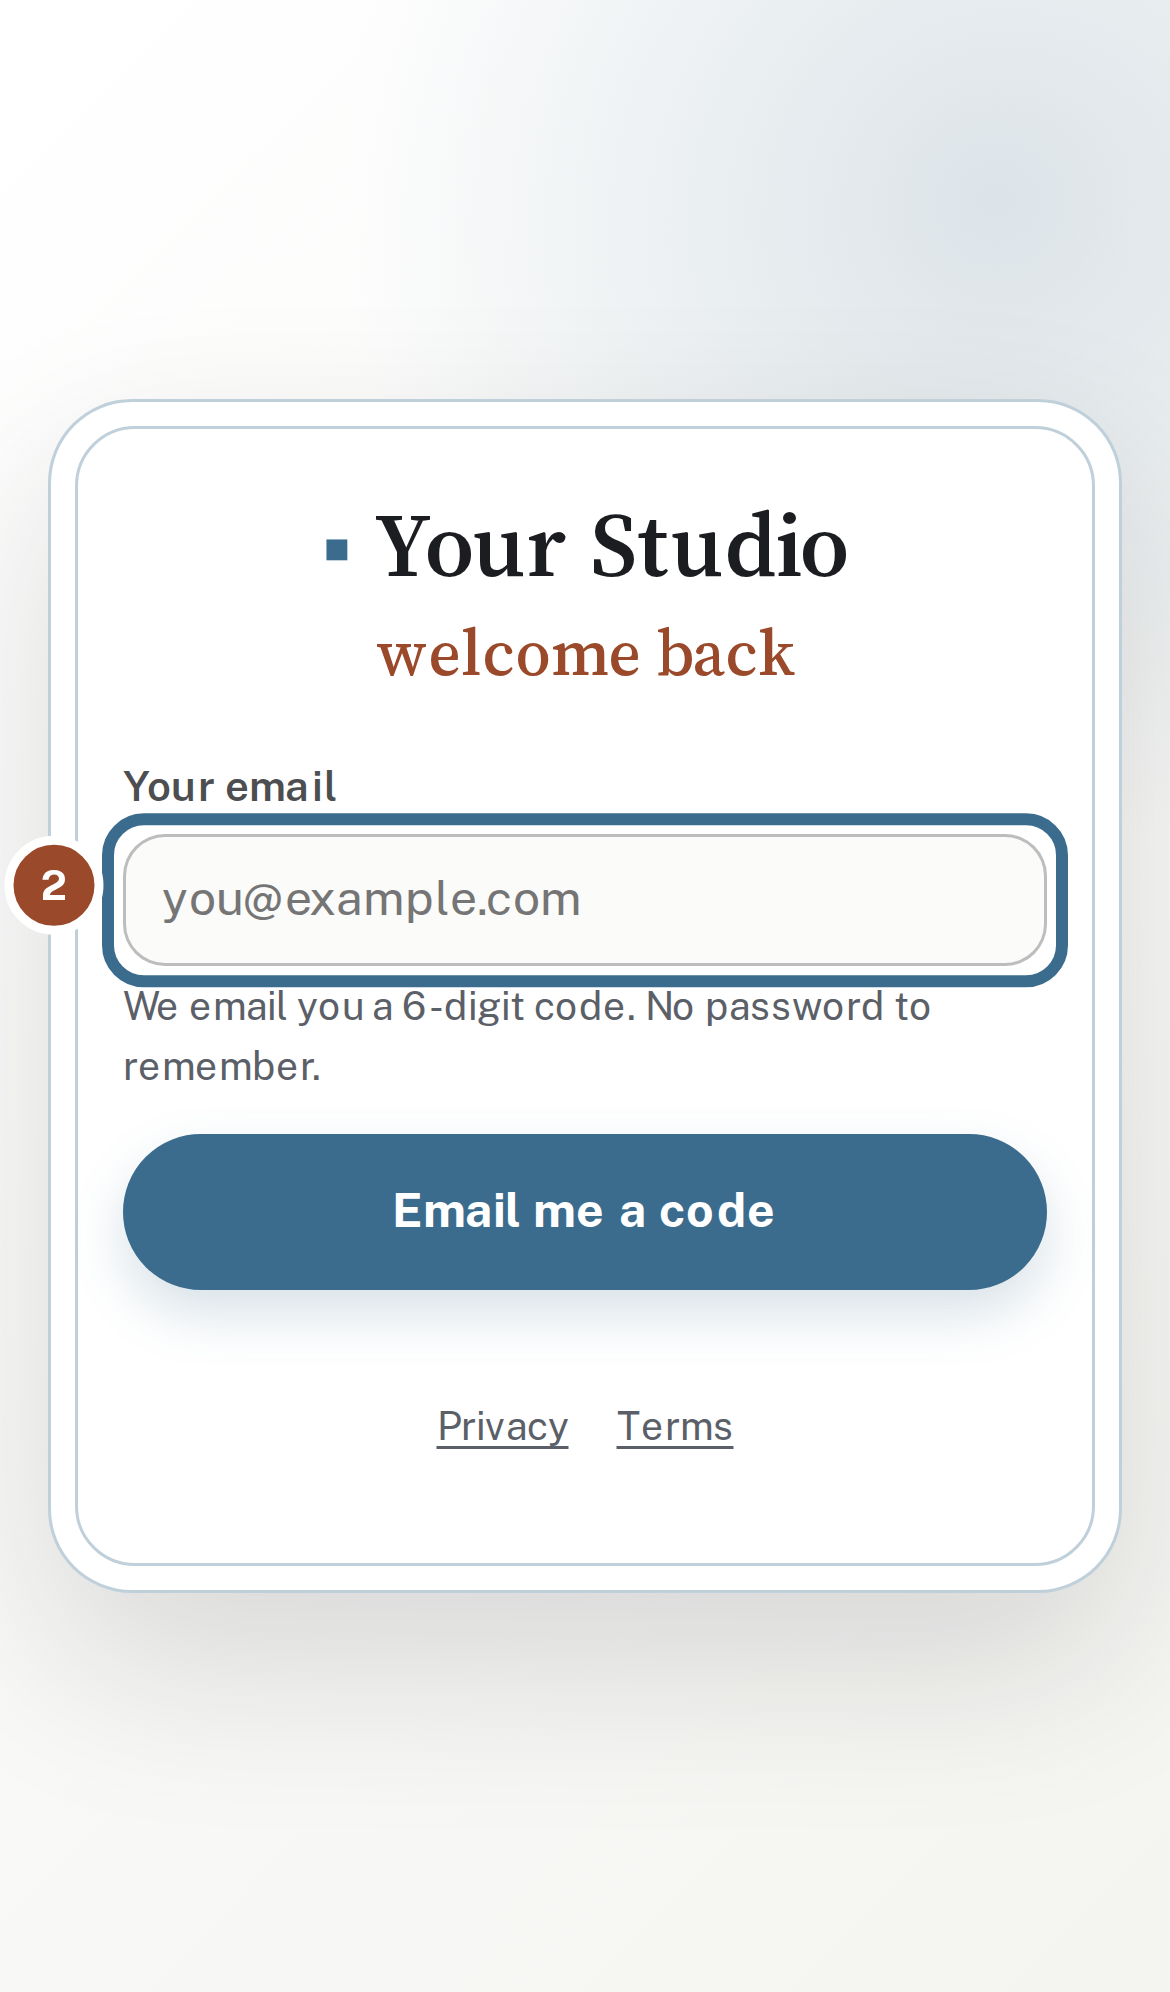 Your Studio
welcome back
Your email
2
you@example.com
We email you a 6-digit code. No password to
remember.
Email me a code
Privacy Terms